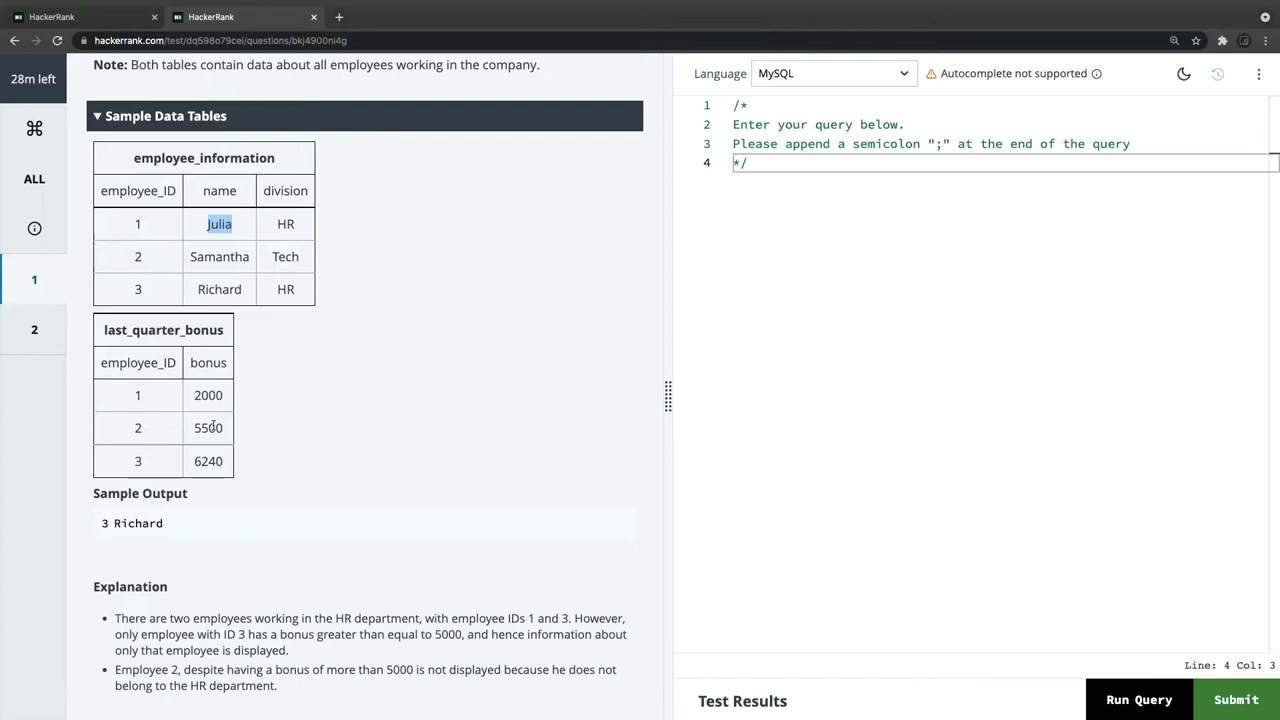 HackerRank
HackerRank
hackerrank.com/test/dq598o79cei/questions/bkj4900ni4g
28m left
ALL
1
2
Note: Both tables contain data about all employees working in the company.
Sample Data Tables
employee_information
employee_ID name division
1 Julia HR
2 Samantha Tech
3 Richard HR
last_quarter_bonus
employee_ID bonus
1 2000
2 5500
3 6240
Sample Output
3 Richard
Explanation
There are two employees working in the HR department, with employee IDs 1 and 3. However,
only employee with ID 3 has a bonus greater than equal to 5000, and hence information about
only that employee is displayed.
Employee 2, despite having a bonus of more than 5000 is not displayed because he does not
belong to the HR department.
Language MySQL Autocomplete not supported
1 /*
2 Enter your query below.
3 Please append a semicolon ";" at the end of the query
4 */
Line: 4 Col: 3
Test Results Run Query Submit